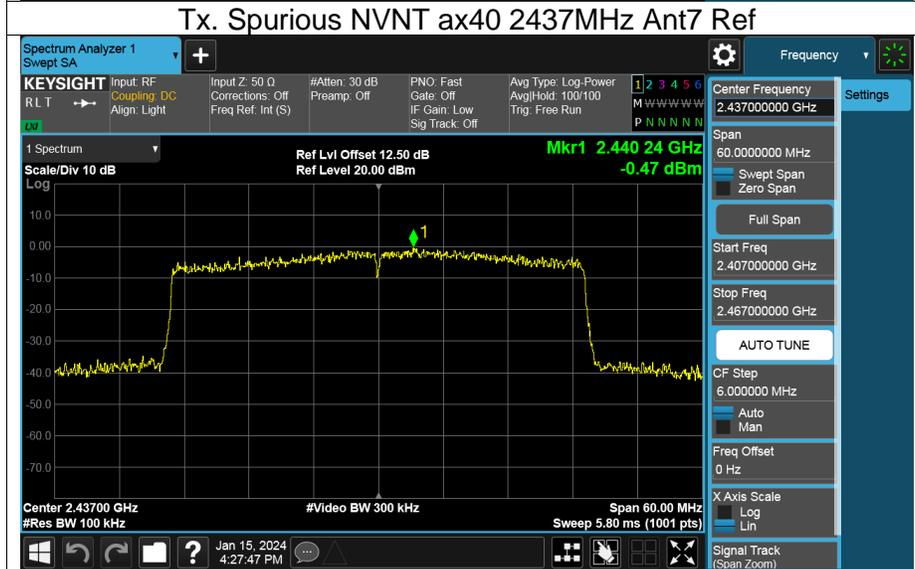 Tx. Spurious NVNT ax40 2437MHz Ant7 Ref
Spectrum Analyzer 1
Swept SA
+
Frequency
KEYSIGHT
RLT
LXI
Input: RF
Coupling: DC
Align: Light
Input Z: 50 Ω
Corrections: Off
Freq Ref: Int (S)
#Atten: 30 dB
Preamp: Off
PNO: Fast
Gate: Off
IF Gain: Low
Sig Track: Off
Avg Type: Log-Power
Avg|Hold: 100/100
Trig: Free Run
1 2 3 4 5 6
M W W W W W
P N N N N N
1 Spectrum
Scale/Div 10 dB
Ref Lvl Offset 12.50 dB
Ref Level 20.00 dBm
Mkr1 2.440 24 GHz
-0.47 dBm
Log
10.0
0.00
-10.0
-20.0
-30.0
-40.0
-50.0
-60.0
-70.0
1
Center 2.43700 GHz
#Res BW 100 kHz
#Video BW 300 kHz
Span 60.00 MHz
Sweep 5.80 ms (1001 pts)
?
Jan 15, 2024
4:27:47 PM
Center Frequency
2.437000000 GHz
Settings
Span
60.0000000 MHz
Swept Span
Zero Span
Full Span
Start Freq
2.407000000 GHz
Stop Freq
2.467000000 GHz
AUTO TUNE
CF Step
6.000000 MHz
Auto
Man
Freq Offset
0 Hz
X Axis Scale
Log
Lin
Signal Track
(Span Zoom)